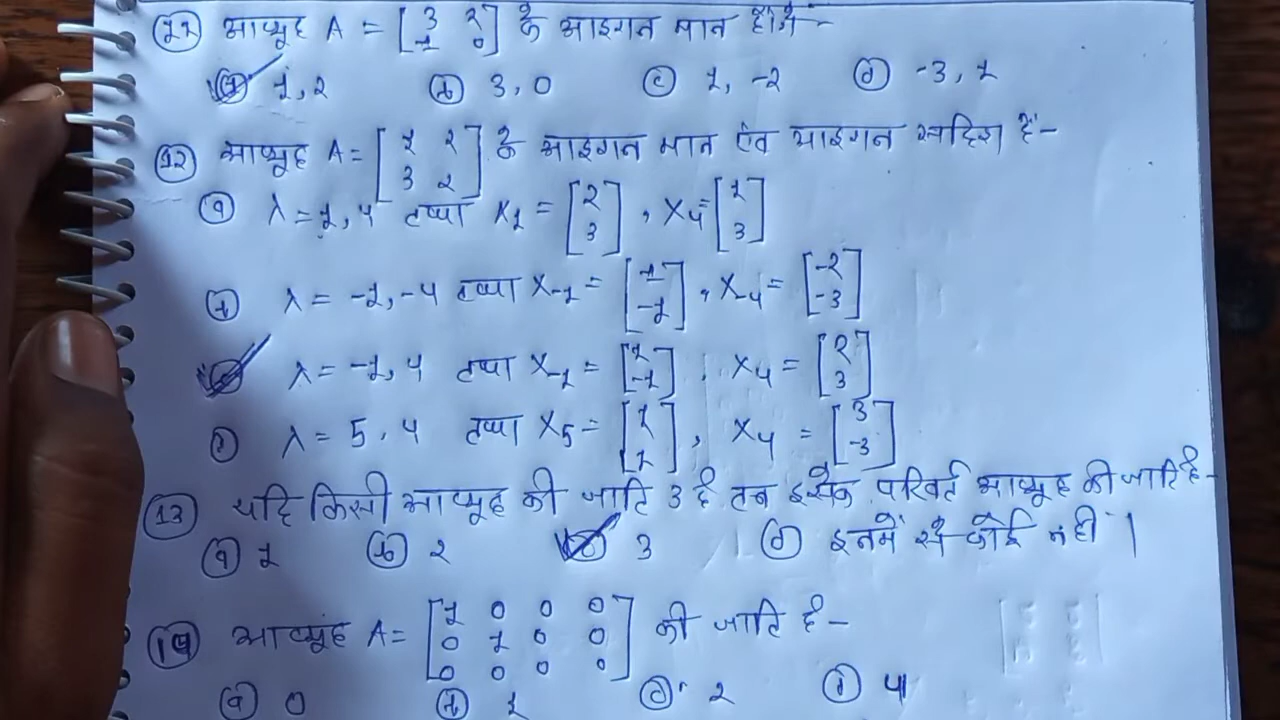 (11) आव्यूह A = [3 2; -1 0] के आइगन मान होंगे -
(a) 1, 2 (b) 3, 0 (c) 1, -2 (d) -3, 1
(12) आव्यूह A = [1 2; 3 2] के आइगन मान एंव आइगन सदिश हैं -
(a) λ = 1, 4 तथा X1 = [2; 3], X4 = [1; 3]
(b) λ = -1, -4 तथा X-1 = [-1; -1], X-4 = [-2; -3]
(c) λ = -1, 4 तथा X-1 = [1; -1], X4 = [2; 3]
(d) λ = 5, 4 तथा X5 = [1; 1], X4 = [3; -3]
(13) यदि किसी आव्यूह की जाति 3 है तब इसके परिवर्त आव्यूह की जाति है -
(a) 1 (b) 2 (c) 3 (d) इनमें से कोई नहीं।
(14) आव्यूह A = [1 0 0 0; 0 1 0 0; 0 0 0 0] की जाति है -
(a) 0 (b) 1 (c) 2 (d) 4